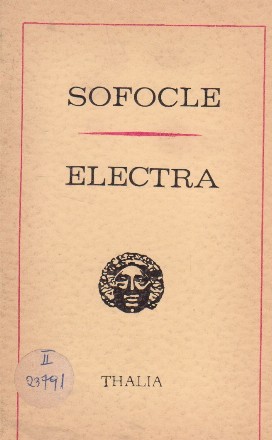 SOFOCLE
ELECTRA
II
23791
THALIA